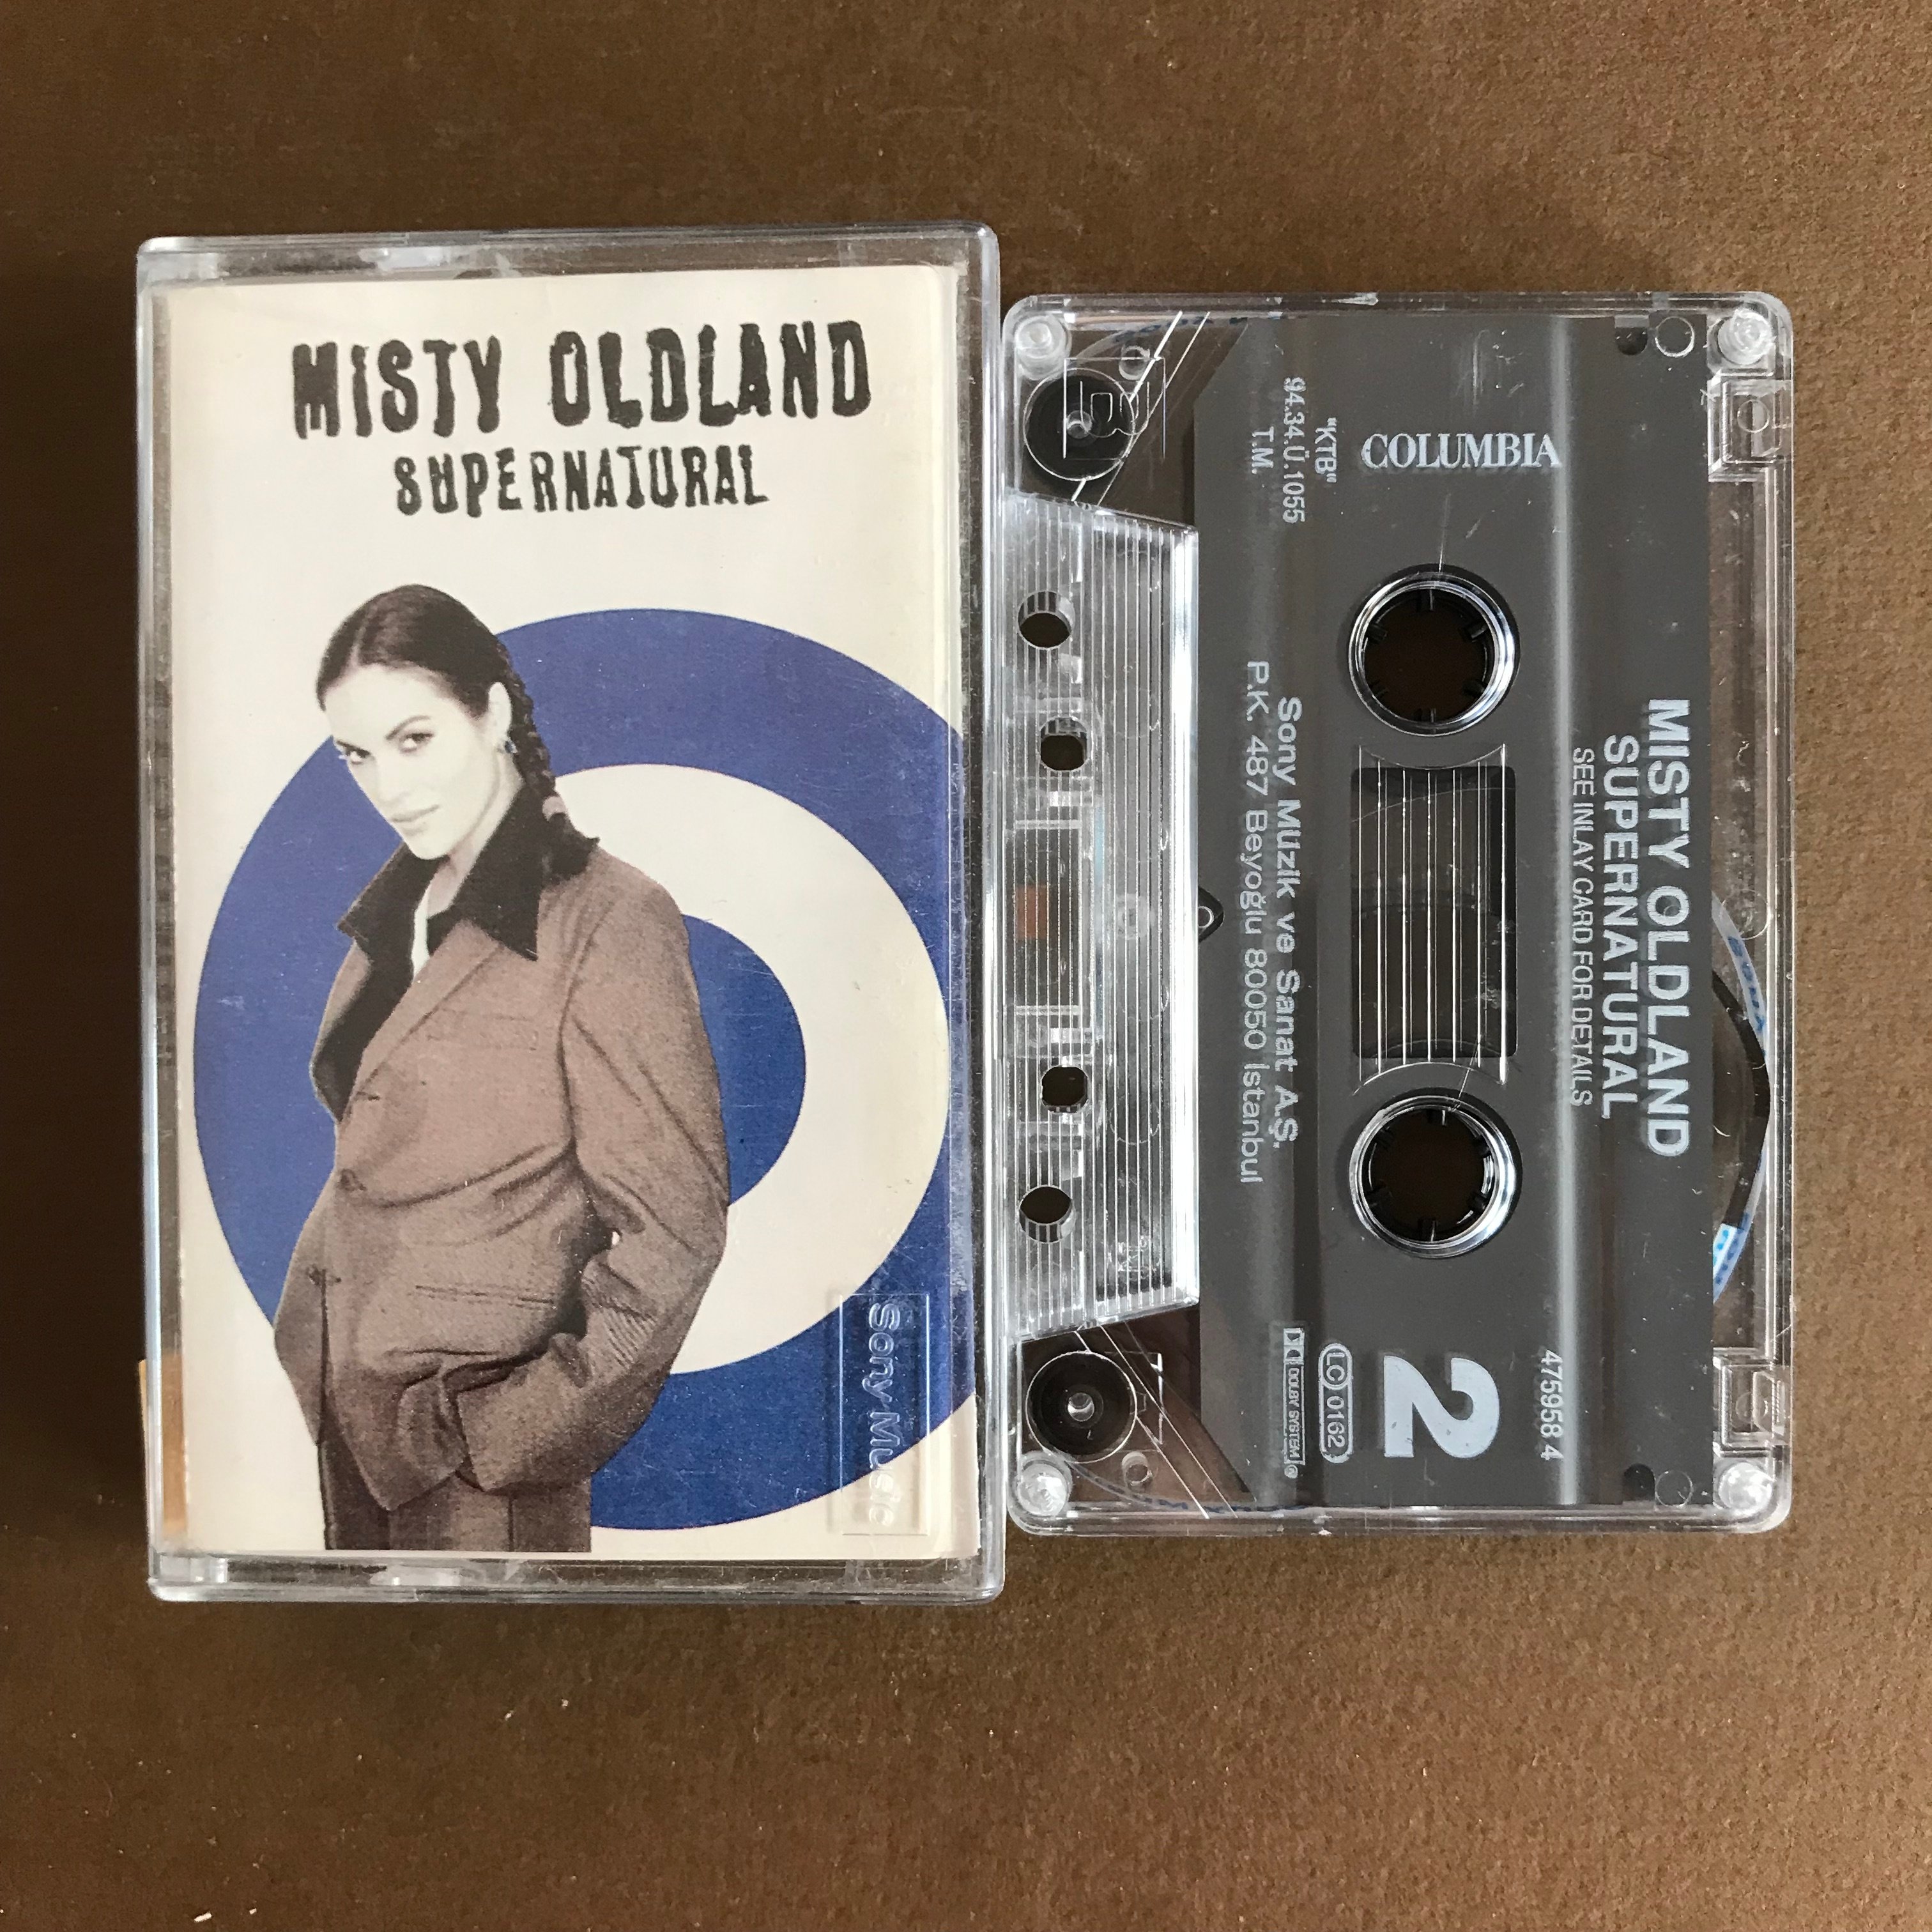 MISTY OLDLAND
SUPERNATURAL
Sony Music
COLUMBIA
"KTB"
94.34.Ü.1055
T.M.
MISTY OLDLAND
SUPERNATURAL
SEE INLAY CARD FOR DETAILS
Sony Müzik ve Sanat A.Ş.
P.K. 487 Beyoğlu 80050 İstanbul
475958 4
2
LC 0162
DOLBY SYSTEM